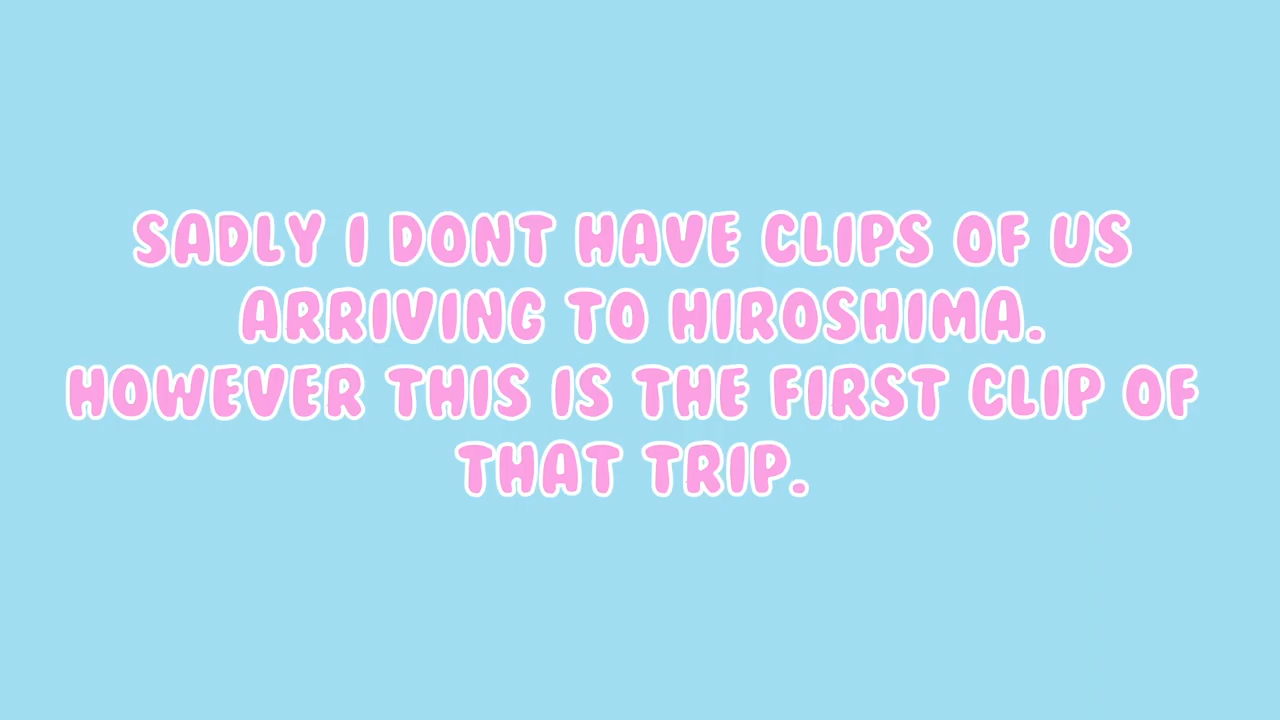 SADLY I DONT HAVE CLIPS OF US
ARRIVING TO HIROSHIMA.
HOWEVER THIS IS THE FIRST CLIP OF
THAT TRIP.